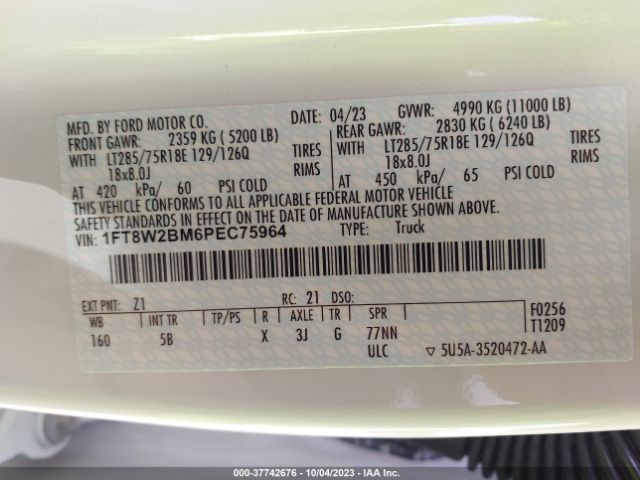 MFD. BY FORD MOTOR CO.
DATE: 04/23 GVWR: 4990 KG (11000 LB)
FRONT GAWR: 2359 KG ( 5200 LB)
WITH LT285/75R18E 129/126Q TIRES
18x8.0J RIMS
AT 420 kPa/ 60 PSI COLD
REAR GAWR: 2830 KG ( 6240 LB)
WITH LT285/75R18E 129/126Q TIRES
18x8.0J RIMS
AT 450 kPa/ 65 PSI COLD
THIS VEHICLE CONFORMS TO ALL APPLICABLE FEDERAL MOTOR VEHICLE
SAFETY STANDARDS IN EFFECT ON THE DATE OF MANUFACTURE SHOWN ABOVE.
VIN: 1FT8W2BM6PEC75964 TYPE: Truck
EXT PNT: Z1 RC: 21 DSO:
WB INT TR TP/PS R AXLE TR SPR
160 5B X 3J G 77NN
ULC
F0256
T1209
▽ 5U5A-3520472-AA
000-37742676 - 10/04/2023 - IAA Inc.